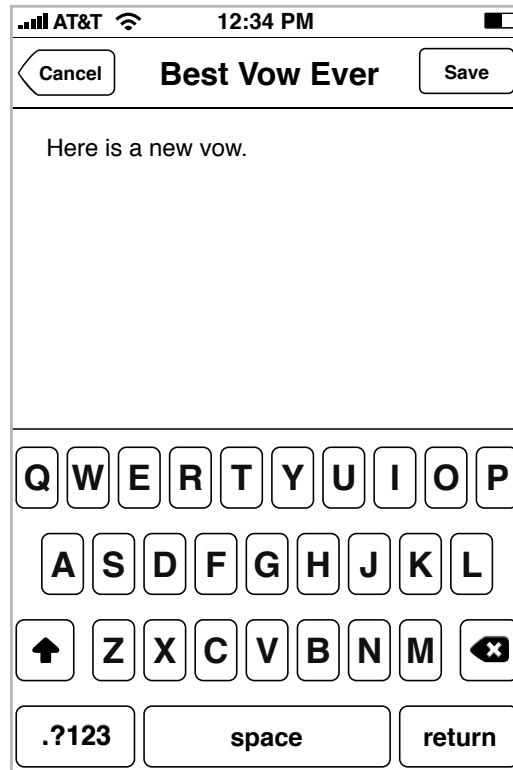 AT&T 12:34 PM
Cancel Best Vow Ever Save
Here is a new vow.
Q W E R T Y U I O P
A S D F G H J K L
Z X C V B N M
.?123 space return